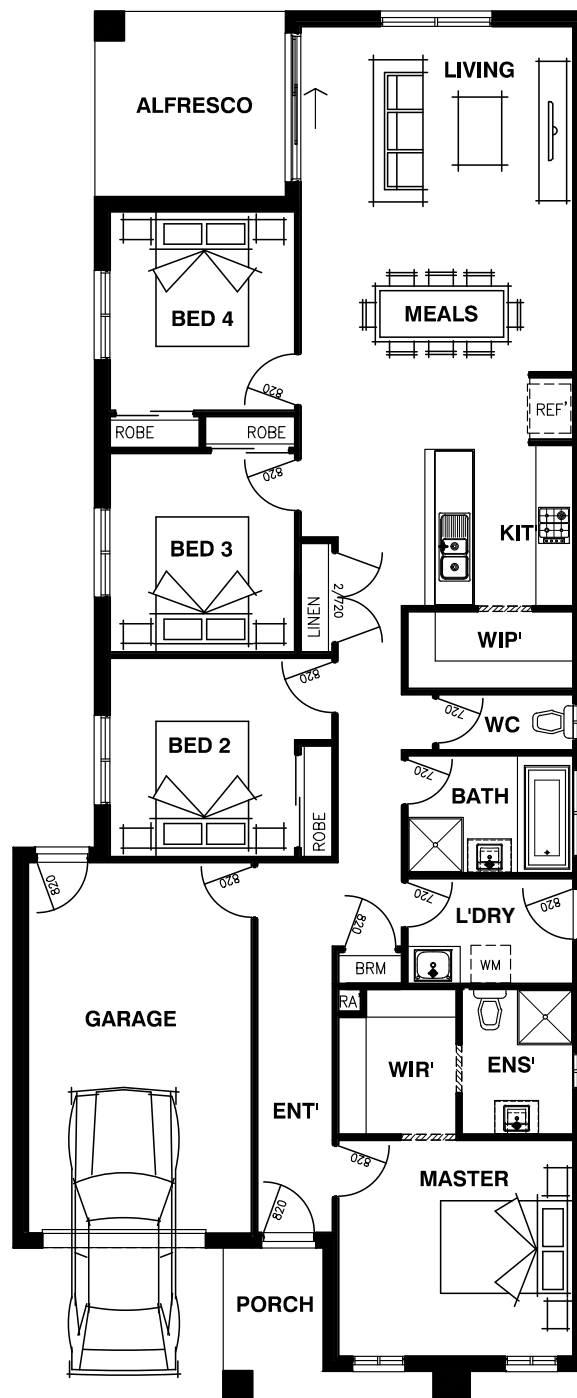 LIVING
ALFRESCO
MEALS
BED 4
820
REF'
ROBE
ROBE
820
KIT'
BED 3
2/720
LINEN
WIP'
820
720
WC
BED 2
720
BATH
ROBE
820
820
720
L'DRY
820
820
BRM
WM
RA'
GARAGE
WIR'
ENS'
ENT'
820
MASTER
820
PORCH